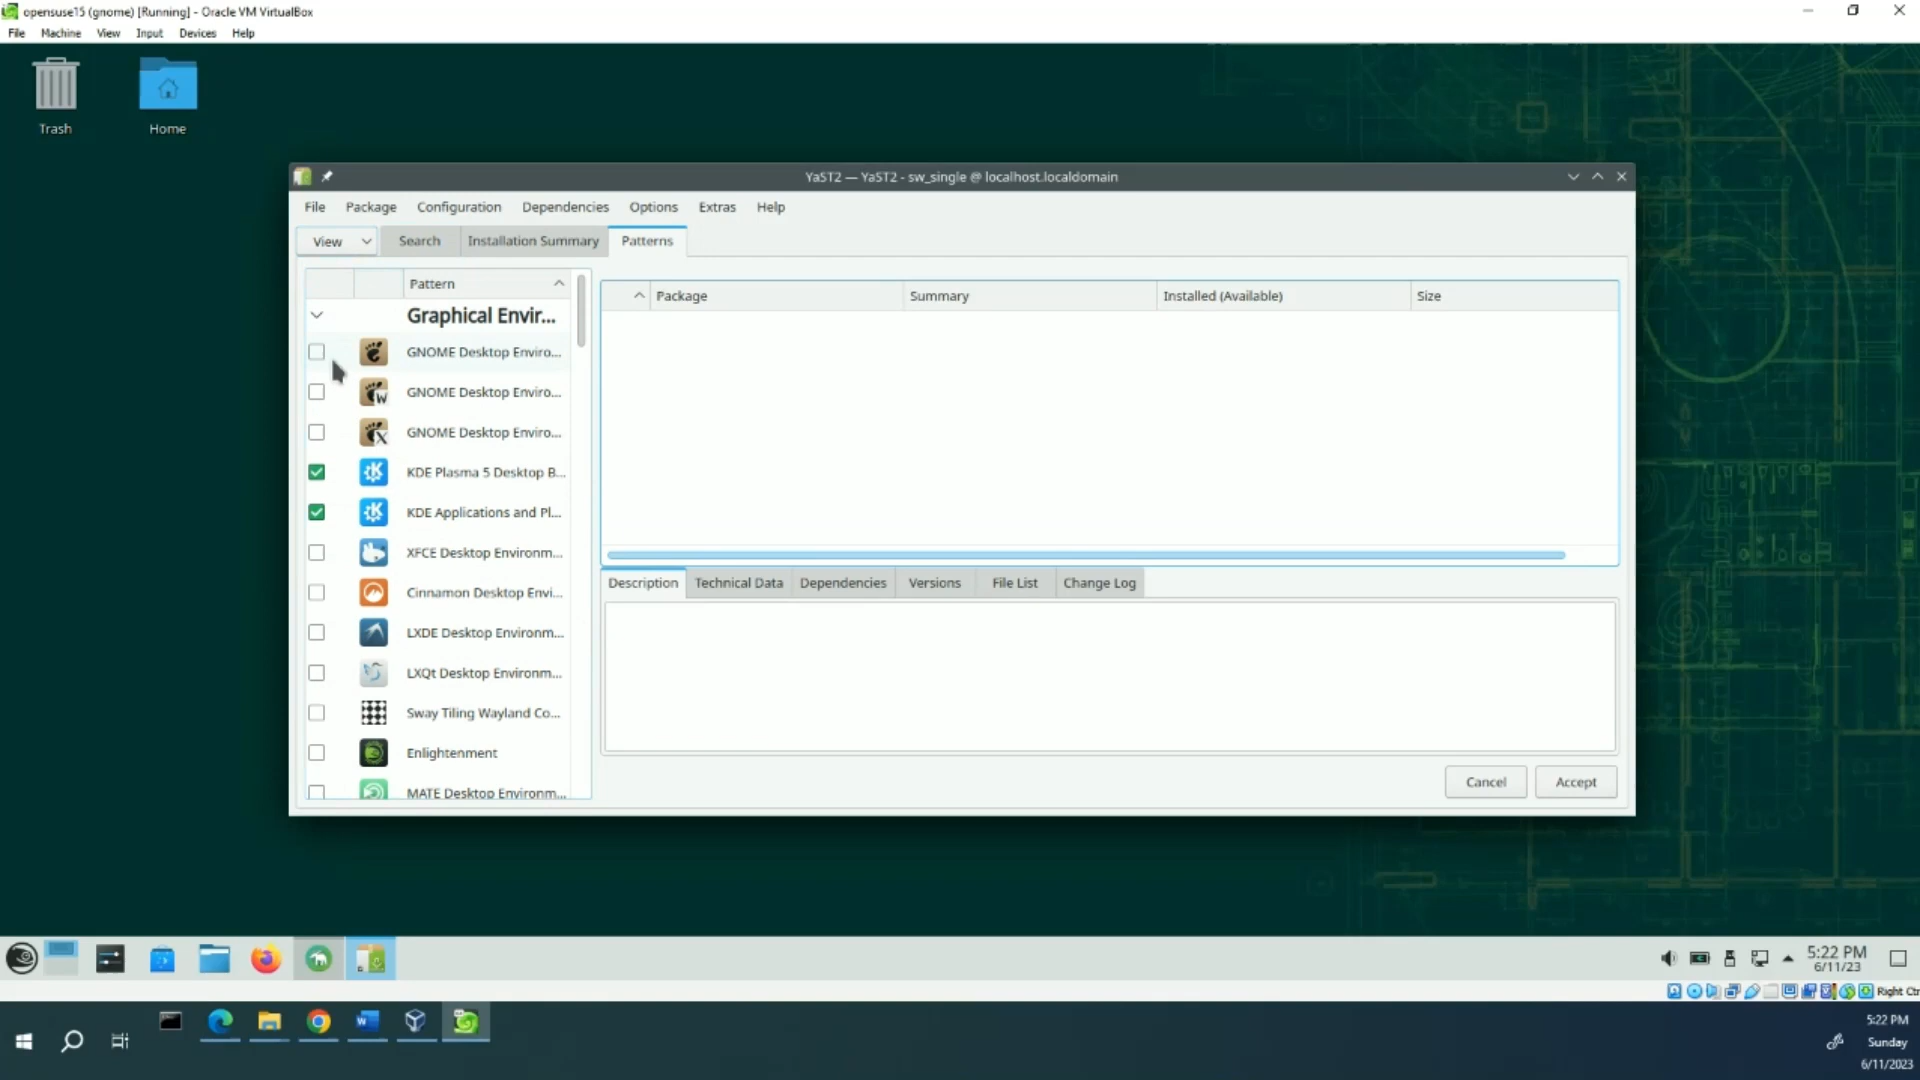 opensuse15 (gnome) [Running] - Oracle VM VirtualBox
File Machine View Input Devices Help
Trash
Home
YaST2 — YaST2 - sw_single @ localhost.localdomain
File Package Configuration Dependencies Options Extras Help
View Search Installation Summary Patterns
Pattern
Package Summary Installed (Available) Size
Graphical Envir...
GNOME Desktop Enviro...
GNOME Desktop Enviro...
GNOME Desktop Enviro...
KDE Plasma 5 Desktop B...
KDE Applications and Pl...
XFCE Desktop Environm...
Cinnamon Desktop Envi...
LXDE Desktop Environm...
LXQt Desktop Environm...
Sway Tiling Wayland Co...
Enlightenment
MATE Desktop Environm...
Description Technical Data Dependencies Versions File List Change Log
Cancel Accept
5:22 PM
6/11/23
Right Ctr
5:22 PM
Sunday
6/11/2023